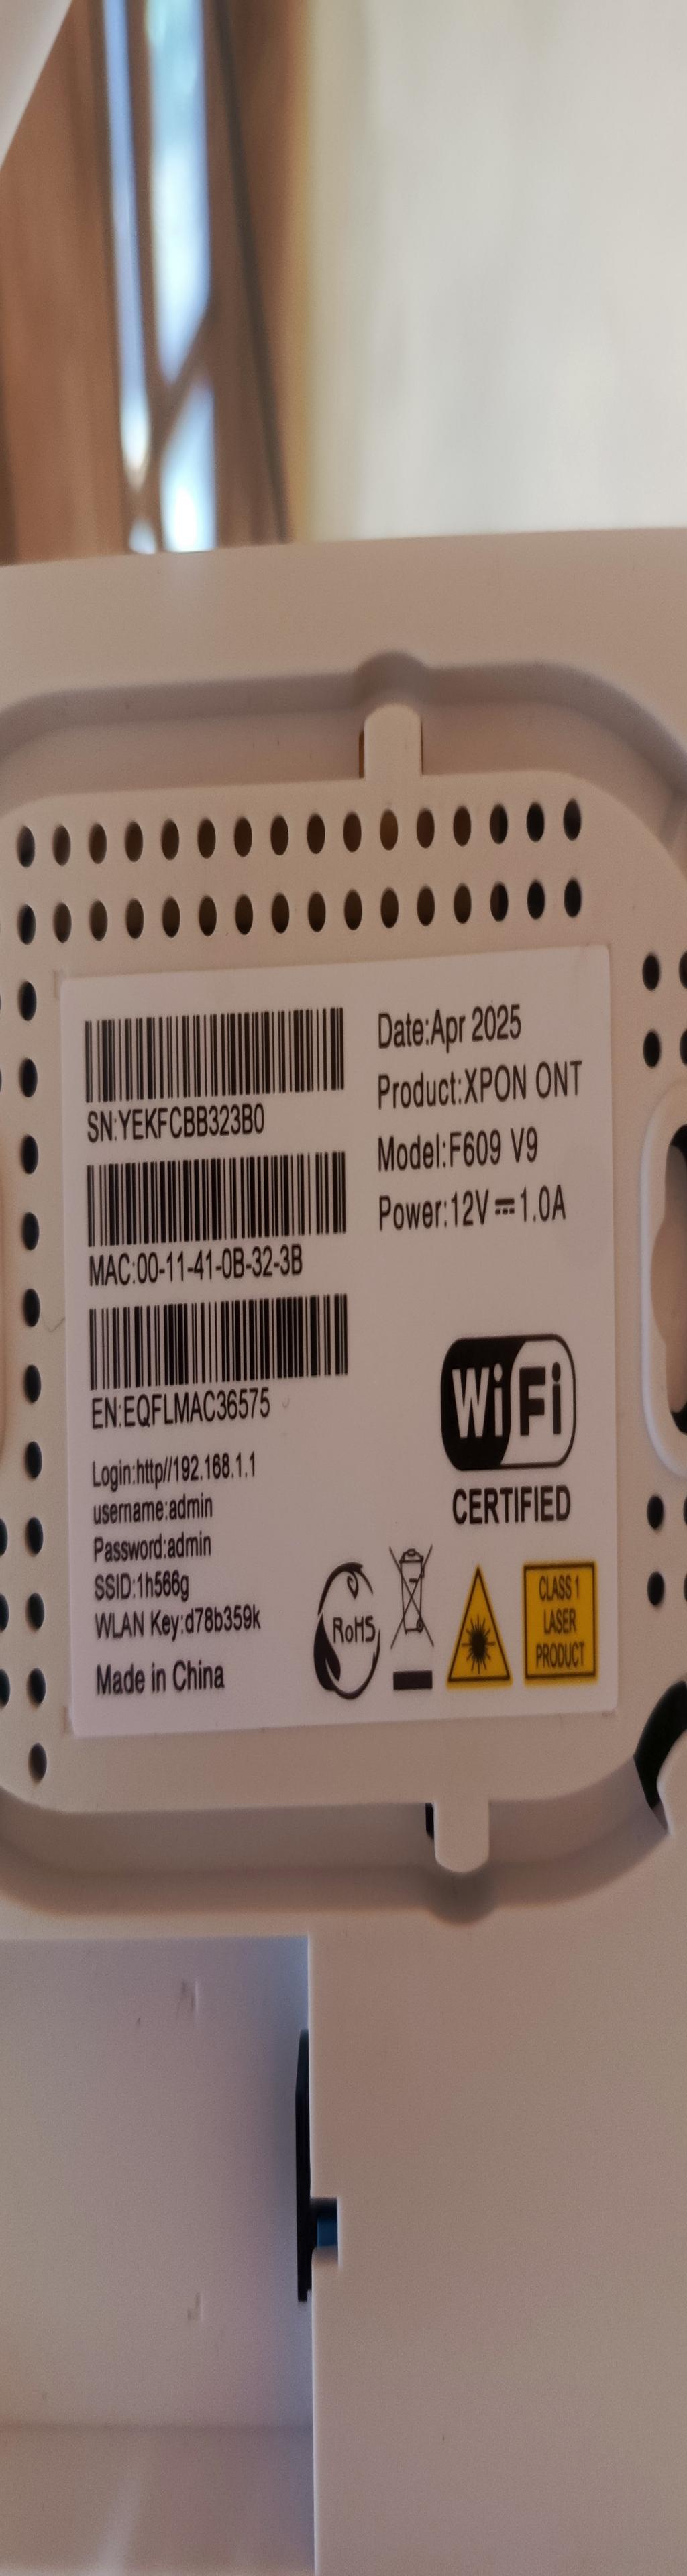 SN:YEKFCBB323B0
MAC:00-11-41-0B-32-3B
EN:EQFLMAC36575
Login:http//192.168.1.1
username:admin
Password:admin
SSID:1h566g
WLAN Key:d78b359k
Made in China
Date:Apr 2025
Product:XPON ONT
Model:F609 V9
Power:12V⎓1.0A
WiFi
CERTIFIED
RoHS
CLASS 1
LASER
PRODUCT